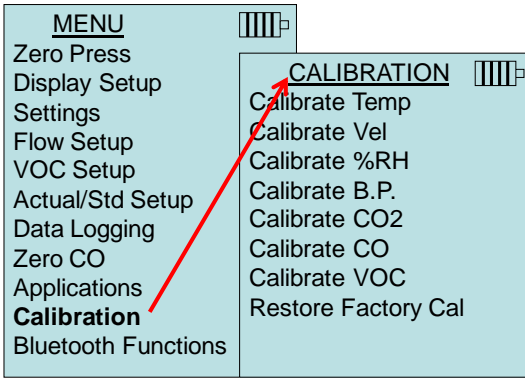 MENU
Zero Press
Display Setup
Settings
Flow Setup
VOC Setup
Actual/Std Setup
Data Logging
Zero CO
Applications
Calibration
Bluetooth Functions
CALIBRATION
Calibrate Temp
Calibrate Vel
Calibrate %RH
Calibrate B.P.
Calibrate CO2
Calibrate CO
Calibrate VOC
Restore Factory Cal